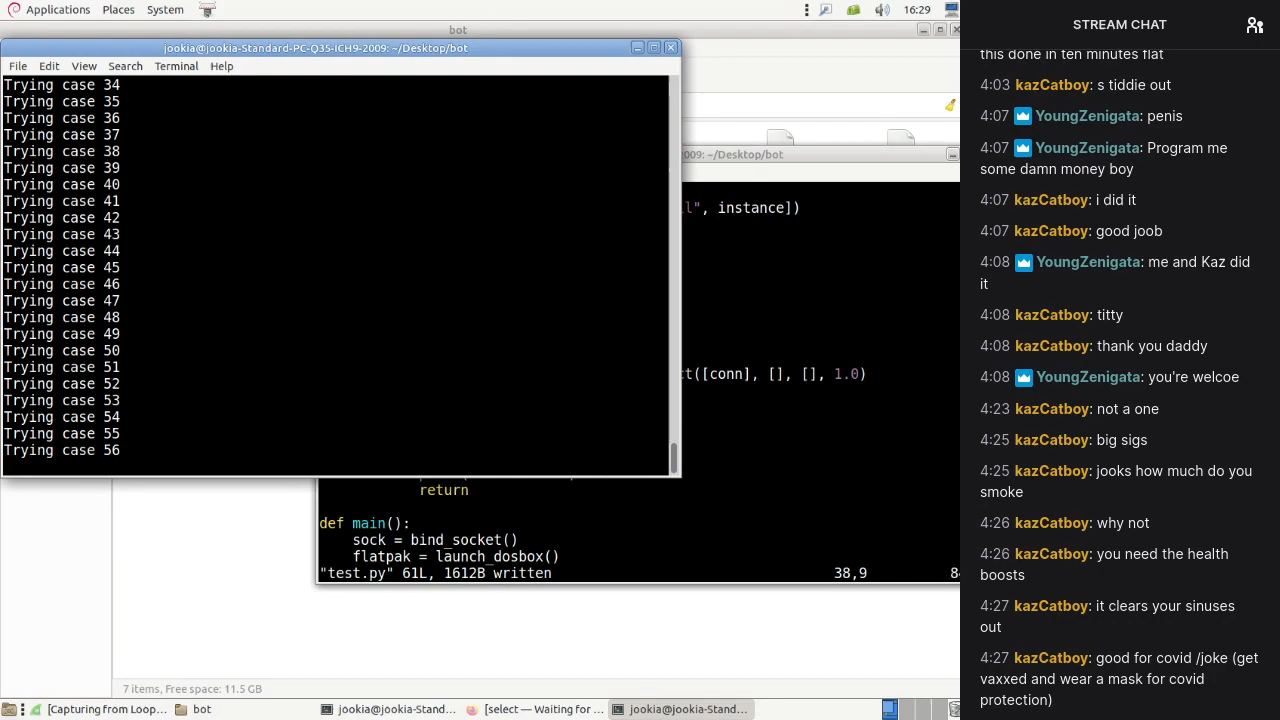 Applications Places System 16:29
bot
jookia@jookia-Standard-PC-Q35-ICH9-2009: ~/Desktop/bot
File Edit View Search Terminal Help
Trying case 34
Trying case 35
Trying case 36
Trying case 37
Trying case 38
Trying case 39
Trying case 40
Trying case 41
Trying case 42
Trying case 43
Trying case 44
Trying case 45
Trying case 46
Trying case 47
Trying case 48
Trying case 49
Trying case 50
Trying case 51
Trying case 52
Trying case 53
Trying case 54
Trying case 55
Trying case 56
2009: ~/Desktop/bot
l", instance])
ct([conn], [], [], 1.0)
return
def main():
sock = bind_socket()
flatpak = launch_dosbox()
"test.py" 61L, 1612B written 38,9 84
7 items, Free space: 11.5 GB
[Capturing from Loop... bot jookia@jookia-Stand... [select — Waiting for ... jookia@jookia-Stand...
STREAM CHAT
this done in ten minutes flat
4:03 kazCatboy: s tiddie out
4:07 YoungZenigata: penis
4:07 YoungZenigata: Program me
some damn money boy
4:07 kazCatboy: i did it
4:07 kazCatboy: good joob
4:08 YoungZenigata: me and Kaz did
it
4:08 kazCatboy: titty
4:08 kazCatboy: thank you daddy
4:08 YoungZenigata: you're welcoe
4:23 kazCatboy: not a one
4:25 kazCatboy: big sigs
4:25 kazCatboy: jooks how much do you
smoke
4:26 kazCatboy: why not
4:26 kazCatboy: you need the health
boosts
4:27 kazCatboy: it clears your sinuses
out
4:27 kazCatboy: good for covid /joke (get
vaxxed and wear a mask for covid
protection)